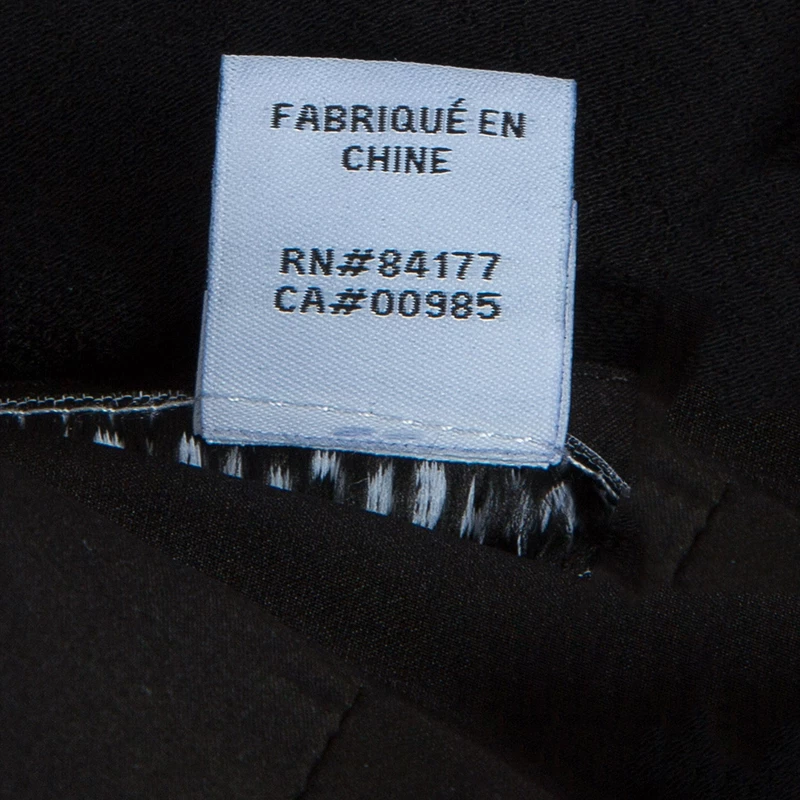 FABRIQUÉ EN
CHINE
RN#84177
CA#00985